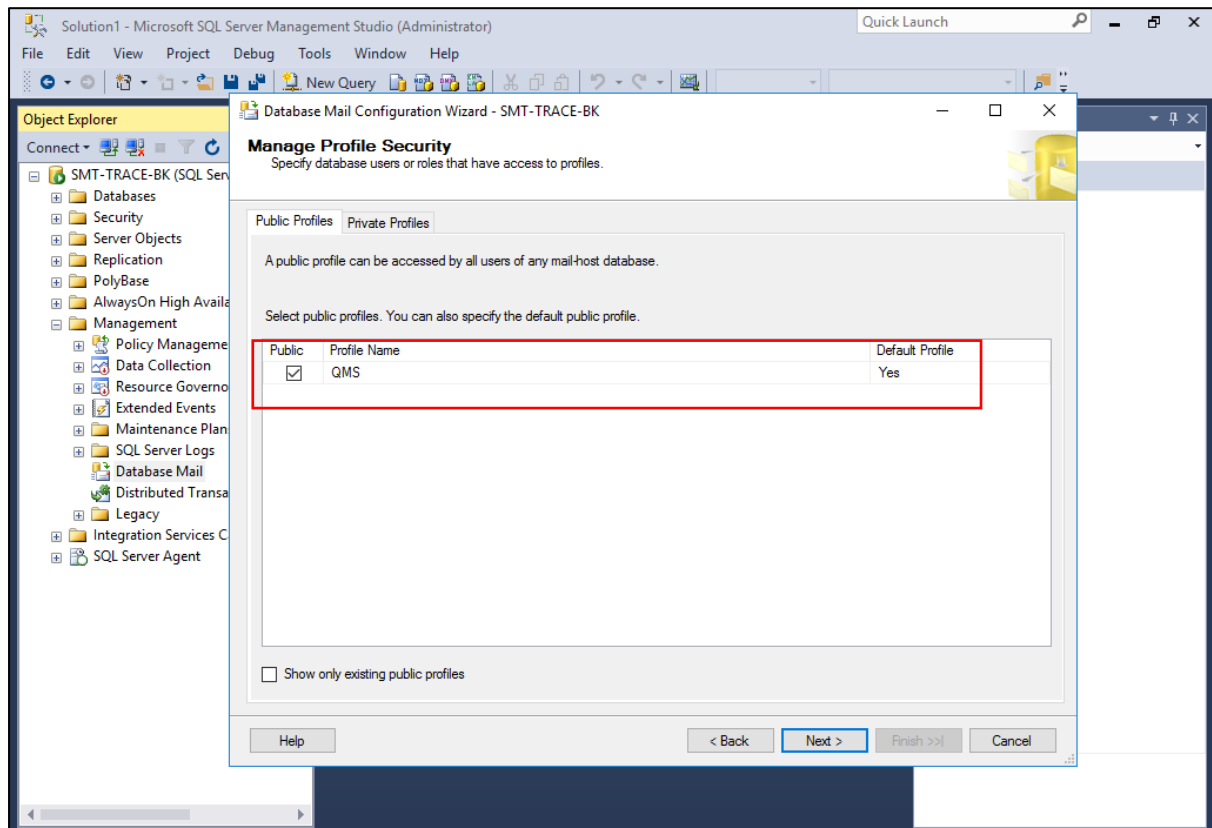 Solution1 - Microsoft SQL Server Management Studio (Administrator)
Quick Launch
File Edit View Project Debug Tools Window Help
New Query
Object Explorer
Connect
SMT-TRACE-BK (SQL Serv
Databases
Security
Server Objects
Replication
PolyBase
AlwaysOn High Availa
Management
Policy Manageme
Data Collection
Resource Governo
Extended Events
Maintenance Plan
SQL Server Logs
Database Mail
Distributed Transa
Legacy
Integration Services C
SQL Server Agent
Database Mail Configuration Wizard - SMT-TRACE-BK
Manage Profile Security
Specify database users or roles that have access to profiles.
Public Profiles Private Profiles
A public profile can be accessed by all users of any mail-host database.
Select public profiles. You can also specify the default public profile.
Public Profile Name Default Profile
QMS Yes
Show only existing public profiles
Help < Back Next > Finish >>| Cancel